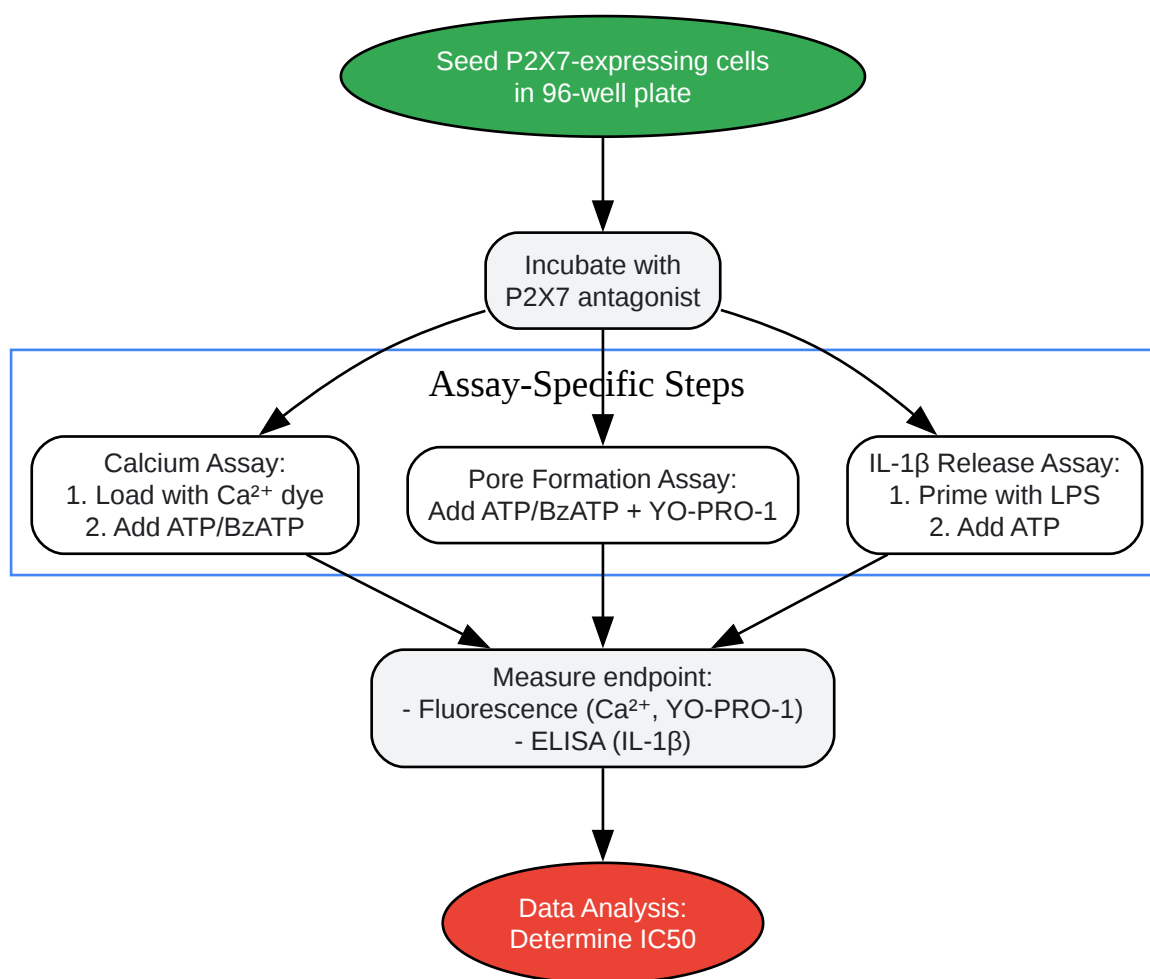 Seed P2X7-expressing cells
in 96-well plate
Incubate with
P2X7 antagonist
Assay-Specific Steps
Calcium Assay:
1. Load with Ca²⁺ dye
2. Add ATP/BzATP
Pore Formation Assay:
Add ATP/BzATP + YO-PRO-1
IL-1β Release Assay:
1. Prime with LPS
2. Add ATP
Measure endpoint:
- Fluorescence (Ca²⁺, YO-PRO-1)
- ELISA (IL-1β)
Data Analysis:
Determine IC50